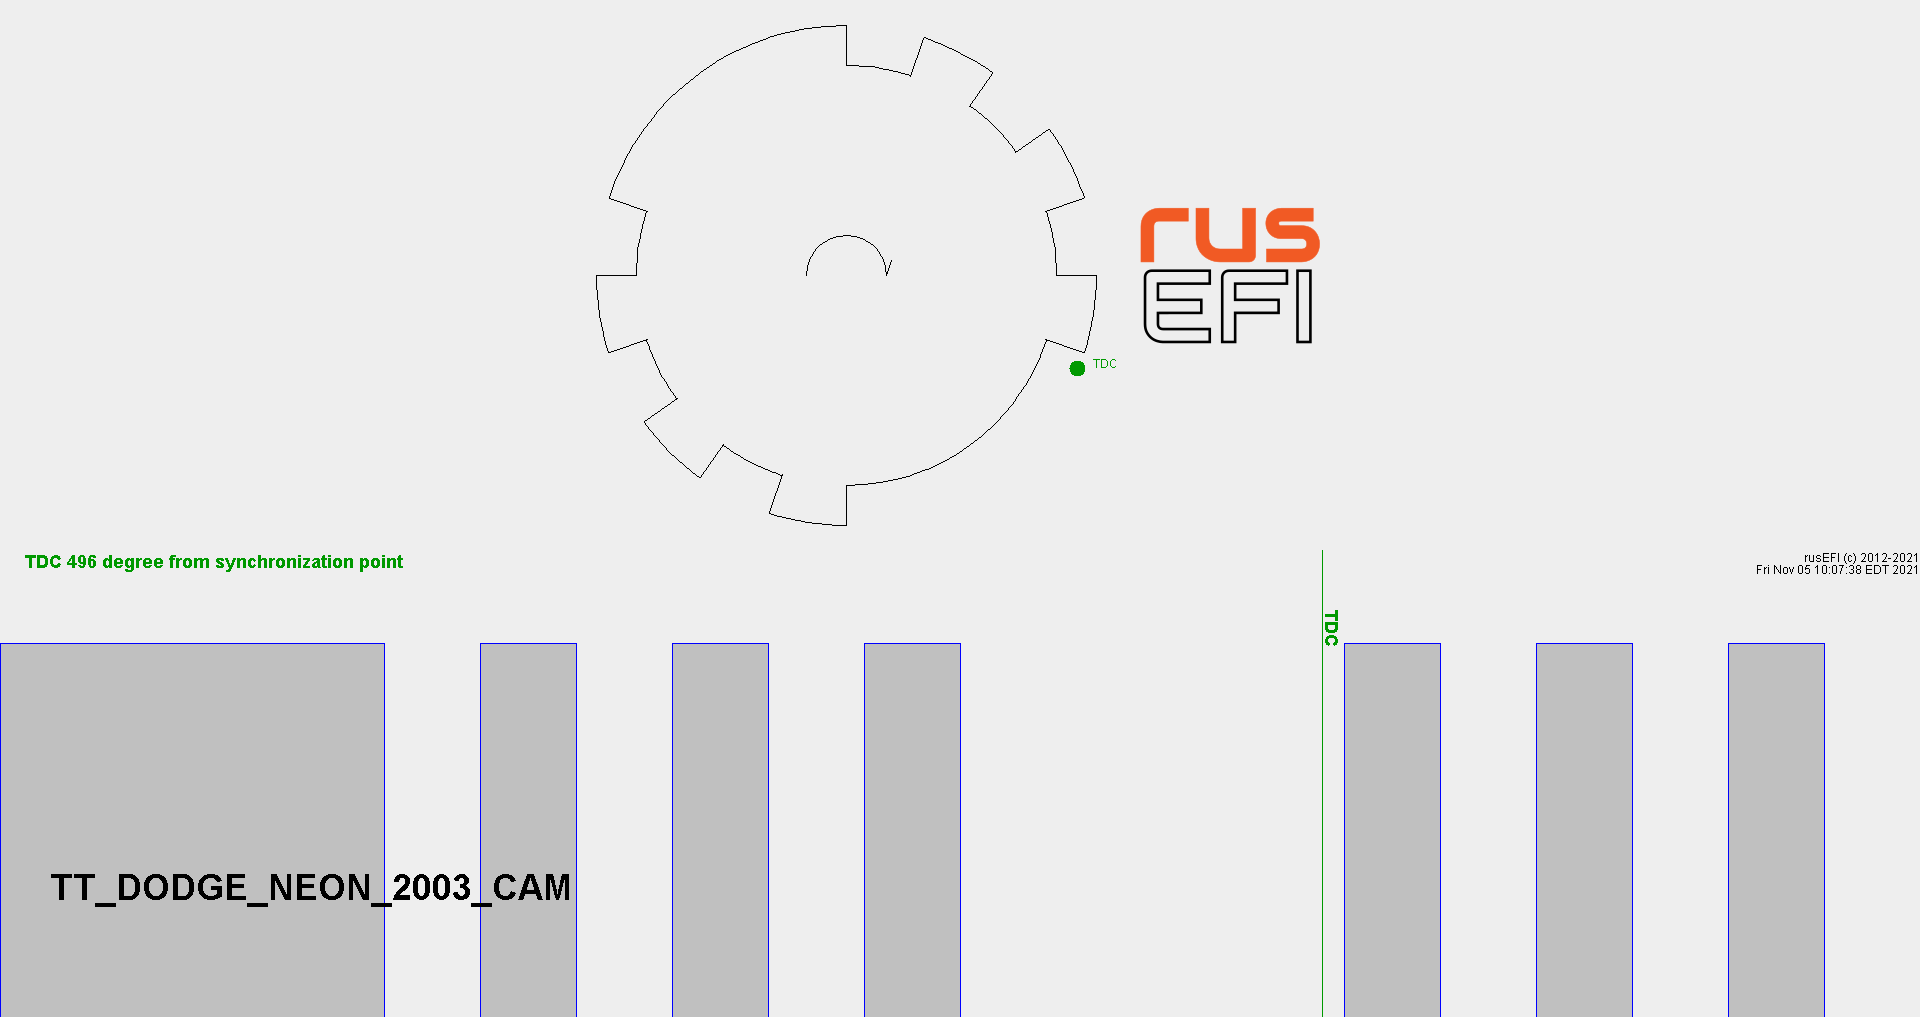 rus
EFI
TDC
TDC 496 degree from synchronization point
rusEFI (c) 2012-2021
Fri Nov 05 10:07:38 EDT 2021
TDC
TT_DODGE_NEON_2003_CAM